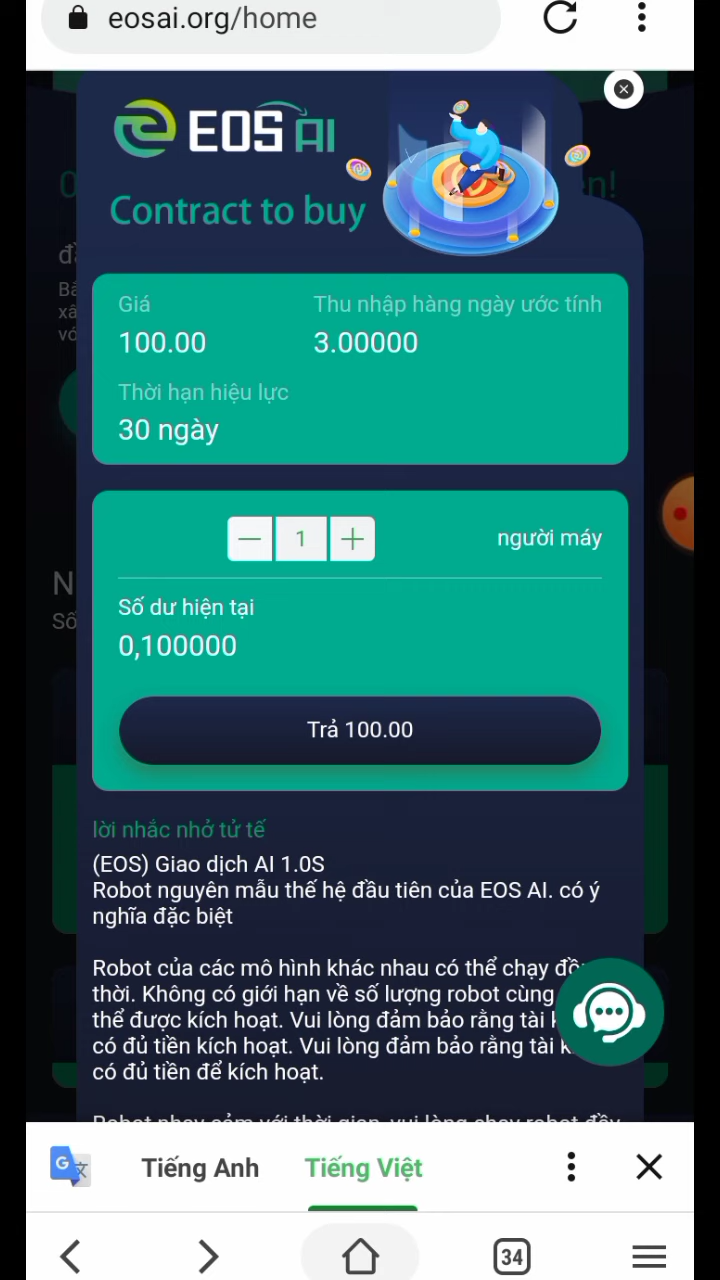 eosai.org/home
EOS AI
Contract to buy
Giá
Thu nhập hàng ngày ước tính
100.00
3.00000
Thời hạn hiệu lực
30 ngày
1
người máy
Số dư hiện tại
0,100000
Trả 100.00
lời nhắc nhở tử tế
(EOS) Giao dịch AI 1.0S
Robot nguyên mẫu thế hệ đầu tiên của EOS AI. có ý
nghĩa đặc biệt
Robot của các mô hình khác nhau có thể chạy
thời. Không có giới hạn về số lượng robot cùng
thể được kích hoạt. Vui lòng đảm bảo rằng tài
có đủ tiền kích hoạt. Vui lòng đảm bảo rằng tài
có đủ tiền để kích hoạt.
Tiếng Anh
Tiếng Việt
34